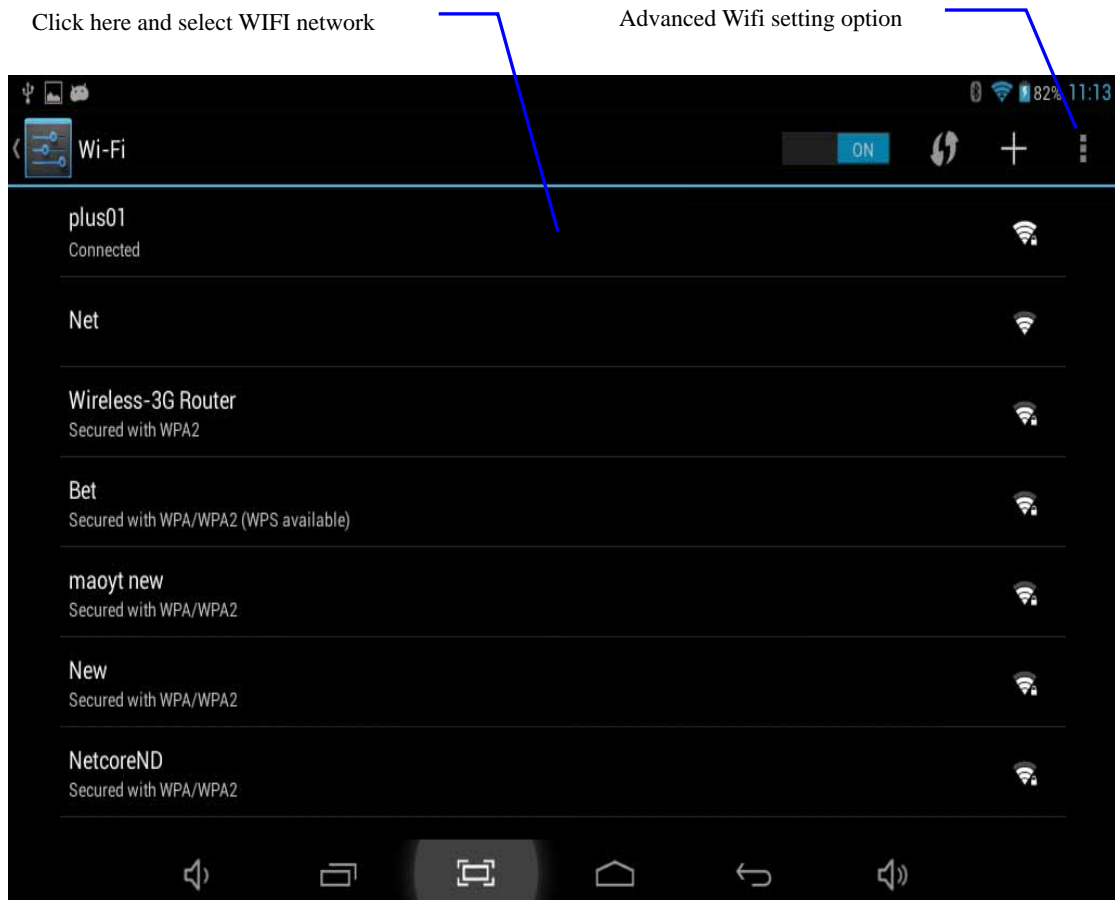 Click here and select WIFI network
Advanced Wifi setting option
82% 11:13
Wi-Fi
ON
plus01
Connected
Net
Wireless-3G Router
Secured with WPA2
Bet
Secured with WPA/WPA2 (WPS available)
maoyt new
Secured with WPA/WPA2
New
Secured with WPA/WPA2
NetcoreND
Secured with WPA/WPA2